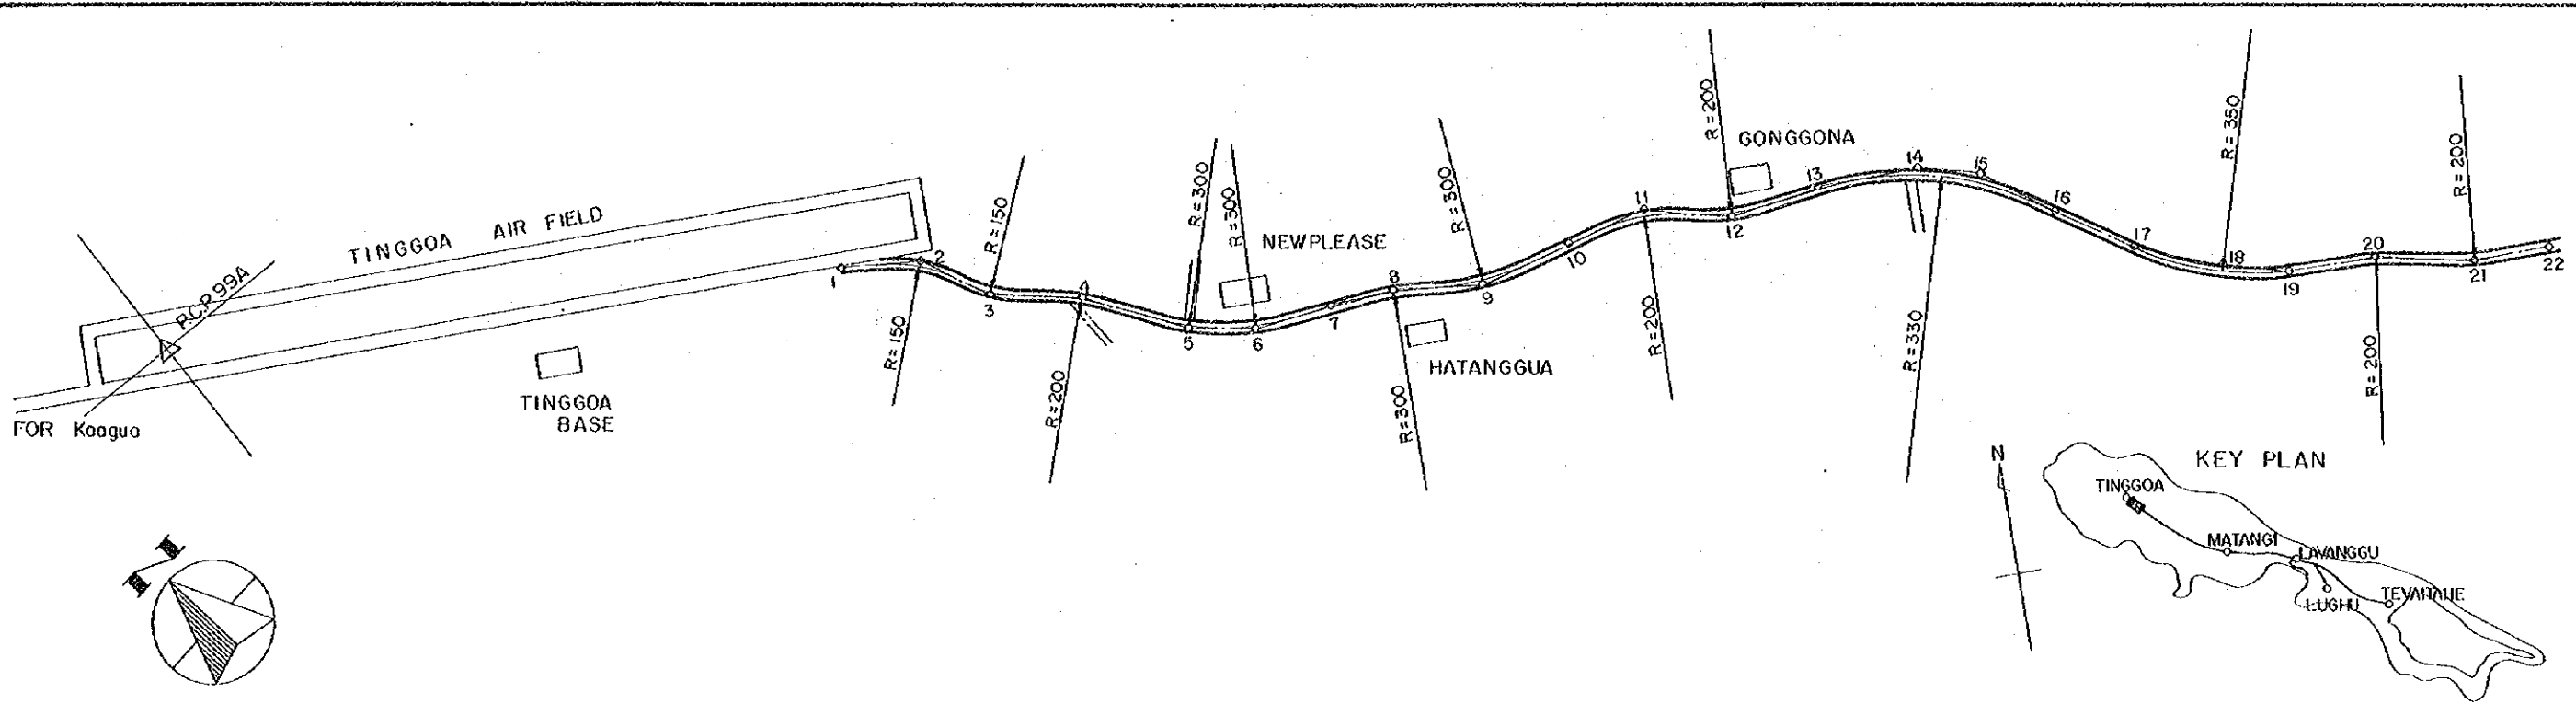 TINGGOA AIR FIELD
P.C.P. 99A
FOR Kaagua
TINGGOA
BASE
1
2
3
4
5
6
7
8
9
10
11
12
13
14
15
16
17
18
19
20
21
22
R=150
R=150
R=200
R=300
R=300
NEWPLEASE
R=300
R=300
HATANGGUA
R=200
R=200
GONGGONA
R=330
R=350
R=200
R=200
N
N
KEY PLAN
TINGGOA
MATANGI
LAVANGGU
LUGHU